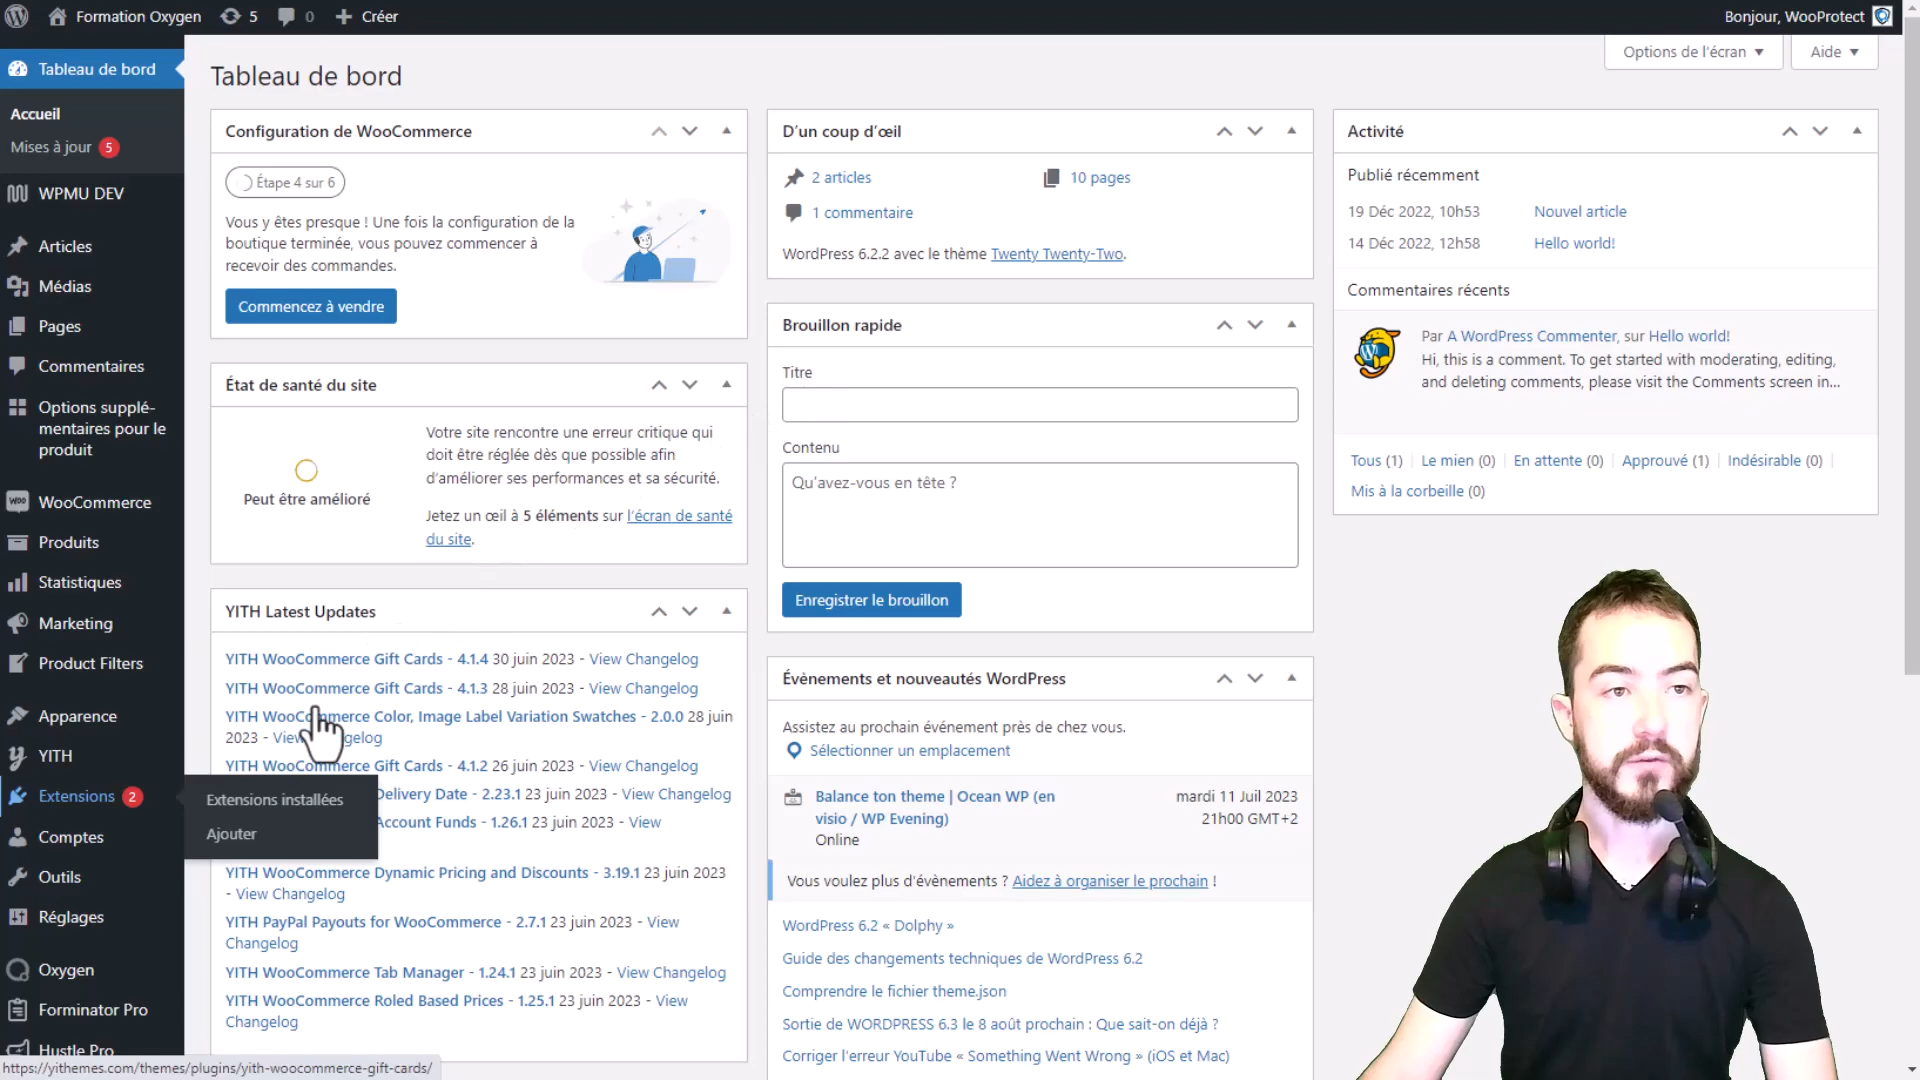 Formation Oxygen
5
0
Créer
Bonjour, WooProtect
Options de l'écran
Aide
Tableau de bord
Accueil
Mises à jour 5
WPMU DEV
Articles
Médias
Pages
Commentaires
Options supplé-
mentaires pour le
produit
WooCommerce
Produits
Statistiques
Marketing
Product Filters
Apparence
YITH
Extensions 2
Comptes
Outils
Réglages
Oxygen
Forminator Pro
Hustle Pro
Extensions installées
Ajouter
Tableau de bord
Configuration de WooCommerce
Étape 4 sur 6
Vous y êtes presque ! Une fois la configuration de la
boutique terminée, vous pouvez commencer à
recevoir des commandes.
Commencez à vendre
État de santé du site
Peut être amélioré
Votre site rencontre une erreur critique qui
doit être réglée dès que possible afin
d'améliorer ses performances et sa sécurité.
Jetez un œil à 5 éléments sur l'écran de santé
du site.
YITH Latest Updates
YITH WooCommerce Gift Cards - 4.1.4 30 juin 2023 - View Changelog
YITH WooCommerce Gift Cards - 4.1.3 28 juin 2023 - View Changelog
YITH WooCommerce Color, Image Label Variation Swatches - 2.0.0 28 juin
2023 - View Changelog
YITH WooCommerce Gift Cards - 4.1.2 26 juin 2023 - View Changelog
Delivery Date - 2.23.1 23 juin 2023 - View Changelog
Account Funds - 1.26.1 23 juin 2023 - View
YITH WooCommerce Dynamic Pricing and Discounts - 3.19.1 23 juin 2023
- View Changelog
YITH PayPal Payouts for WooCommerce - 2.7.1 23 juin 2023 - View
Changelog
YITH WooCommerce Tab Manager - 1.24.1 23 juin 2023 - View Changelog
YITH WooCommerce Roled Based Prices - 1.25.1 23 juin 2023 - View
Changelog
D'un coup d'œil
2 articles
10 pages
1 commentaire
WordPress 6.2.2 avec le thème Twenty Twenty-Two.
Brouillon rapide
Titre
Contenu
Qu'avez-vous en tête ?
Enregistrer le brouillon
Évènements et nouveautés WordPress
Assistez au prochain événement près de chez vous.
Sélectionner un emplacement
Balance ton theme | Ocean WP (en
visio / WP Evening)
Online
mardi 11 Juil 2023
21h00 GMT+2
Vous voulez plus d'évènements ? Aidez à organiser le prochain !
WordPress 6.2 « Dolphy »
Guide des changements techniques de WordPress 6.2
Comprendre le fichier theme.json
Sortie de WORDPRESS 6.3 le 8 août prochain : Que sait-on déjà ?
Corriger l'erreur YouTube « Something Went Wrong » (iOS et Mac)
Activité
Publié récemment
19 Déc 2022, 10h53 Nouvel article
14 Déc 2022, 12h58 Hello world!
Commentaires récents
Par A WordPress Commenter, sur Hello world!
Hi, this is a comment. To get started with moderating, editing,
and deleting comments, please visit the Comments screen in...
Tous (1) | Le mien (0) | En attente (0) | Approuvé (1) | Indésirable (0) |
Mis à la corbeille (0)
https://yithemes.com/themes/plugins/yith-woocommerce-gift-cards/